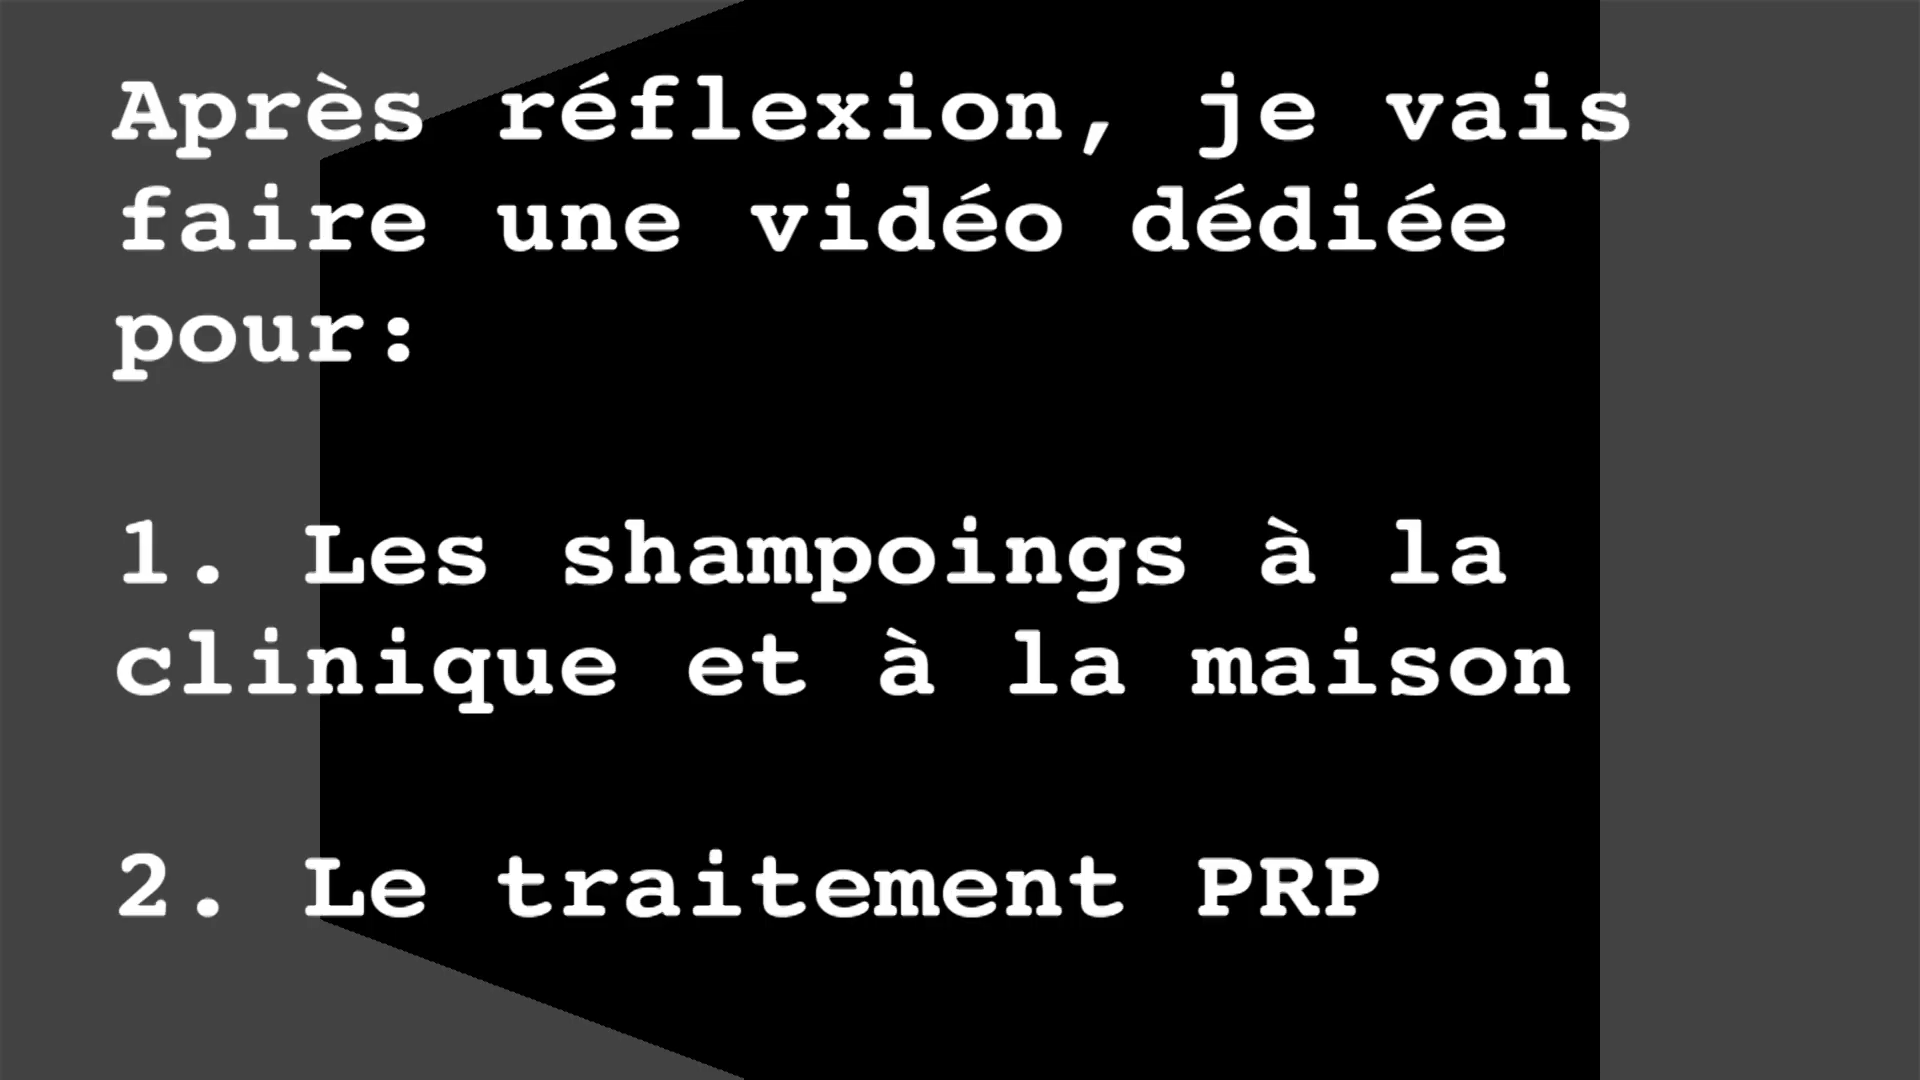 Après réflexion, je vais
faire une vidéo dédiée
pour:
1. Les shampoings à la
clinique et à la maison
2. Le traitement PRP